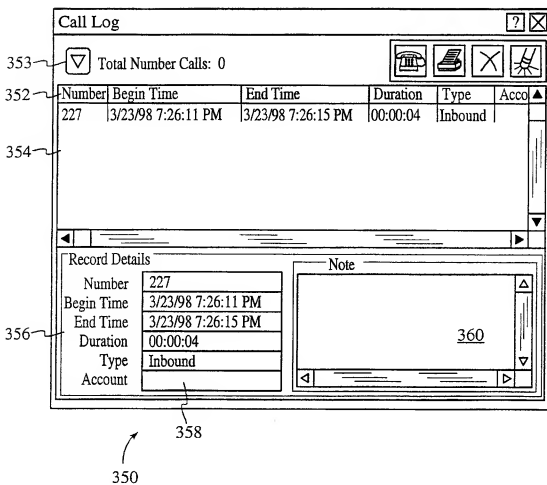 Call Log ?
353 Total Number Calls: 0
352 Number Begin Time End Time Duration Type Acco
227 3/23/98 7:26:11 PM 3/23/98 7:26:15 PM 00:00:04 Inbound
354
Record Details Note
Number 227
Begin Time 3/23/98 7:26:11 PM
End Time 3/23/98 7:26:15 PM
356 Duration 00:00:04 360
Type Inbound
Account
358
350